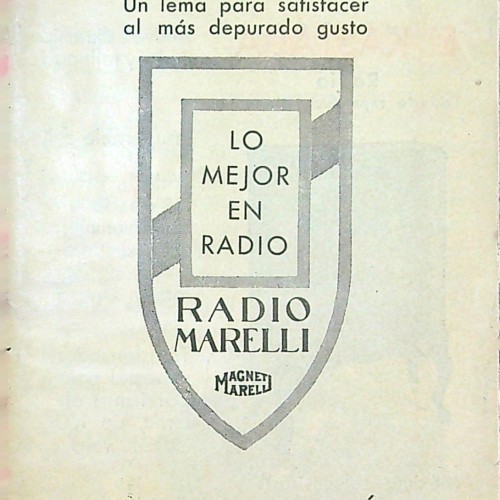 Un lema para satisfacer
al más depurado gusto
LO
MEJOR
EN
RADIO
RADIO
MARELLI
MAGNETI
MARELLI